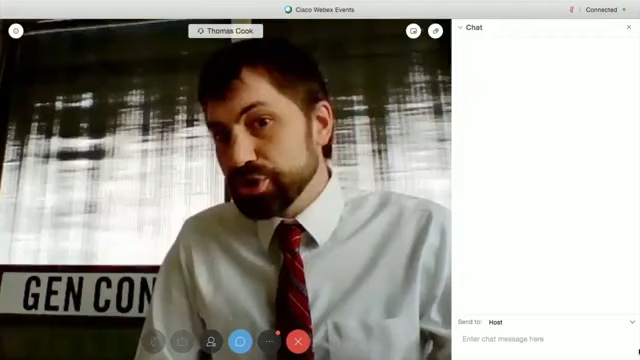 Cisco Webex Events
Connected
Thomas Cook
Chat
GEN CON
Send to: Host
Enter chat message here